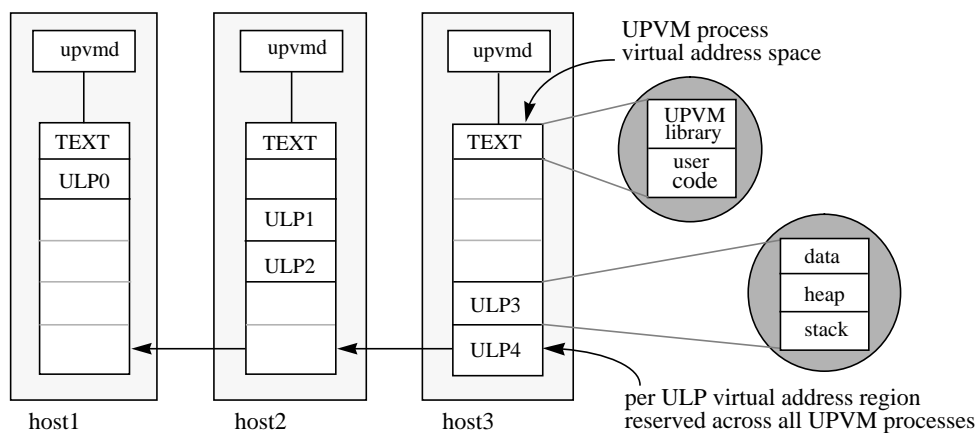 upvmd
upvmd
upvmd
UPVM process
virtual address space
TEXT
TEXT
TEXT
UPVM
library
user
code
ULP0
ULP1
ULP2
ULP3
ULP4
data
heap
stack
per ULP virtual address region
reserved across all UPVM processes
host1
host2
host3